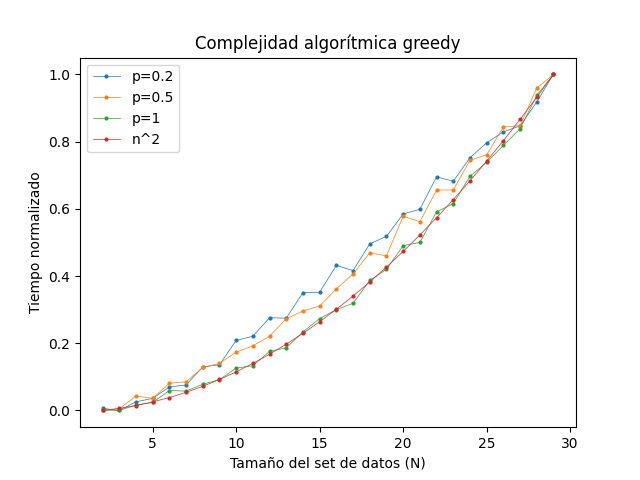 Complejidad algorítmica greedy
p=0.2
p=0.5
p=1
n^2
Tiempo normalizado
1.0
0.8
0.6
0.4
0.2
0.0
5 10 15 20 25 30
Tamaño del set de datos (N)